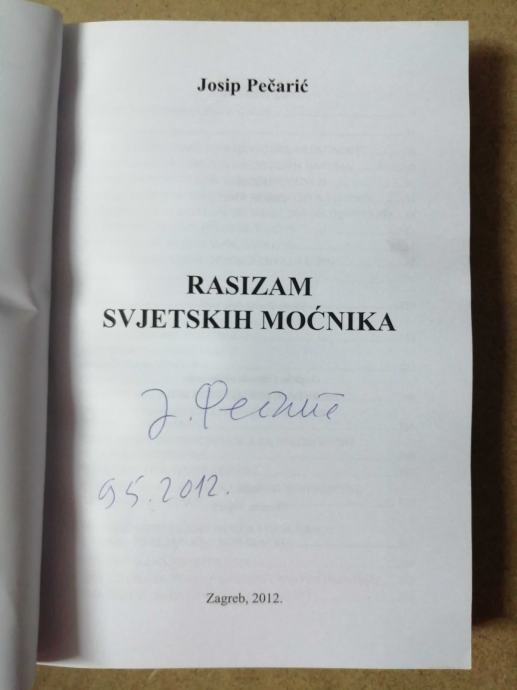 Josip Pečarić
RASIZAM
SVJETSKIH MOĆNIKA
J. Pečarić
9 5. 2012.
Zagreb, 2012.